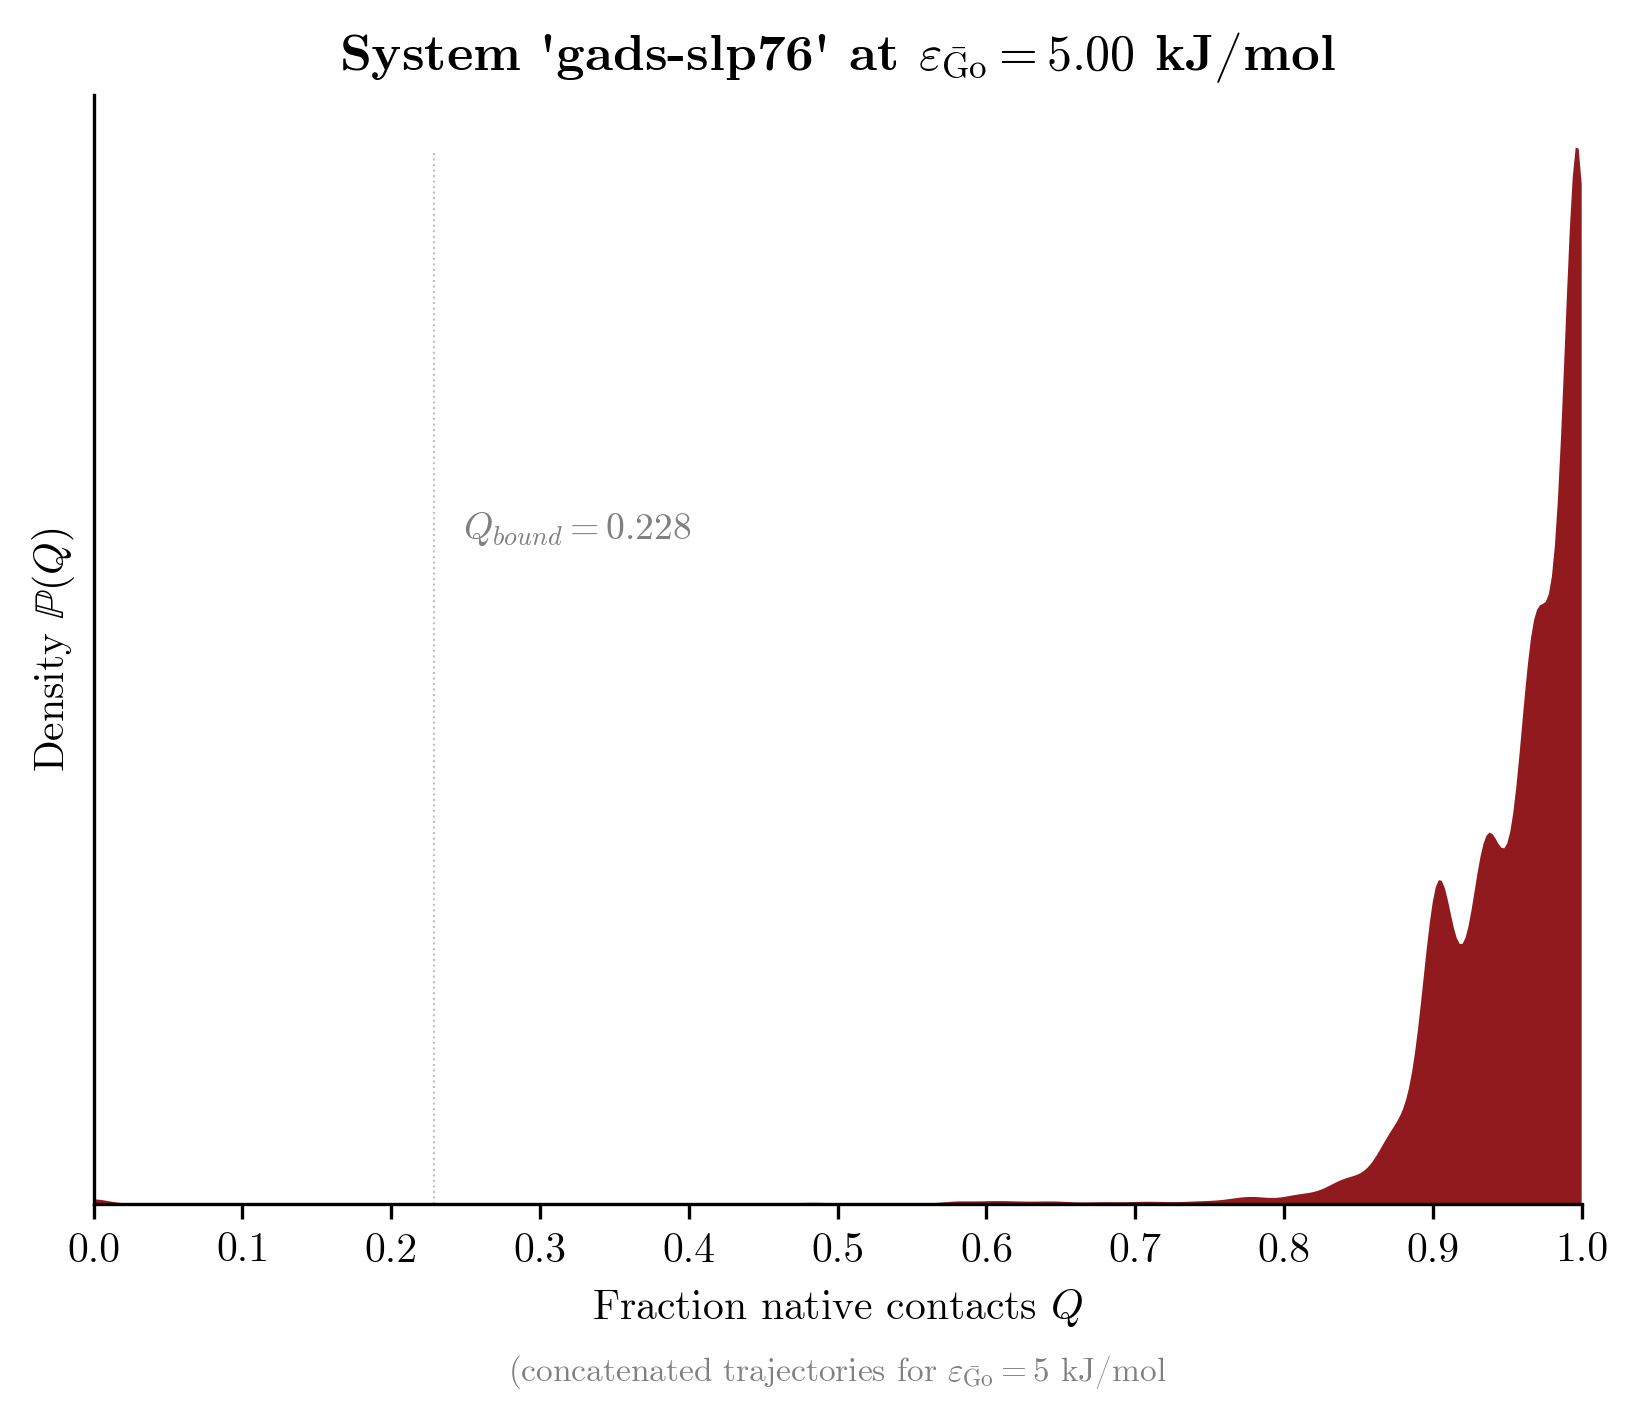 System 'gads-slp76' at ε_Ḡo = 5.00 kJ/mol
Density ℙ(Q)
Q_bound = 0.228
0.0 0.1 0.2 0.3 0.4 0.5 0.6 0.7 0.8 0.9 1.0
Fraction native contacts Q
(concatenated trajectories for ε_Ḡo = 5 kJ/mol